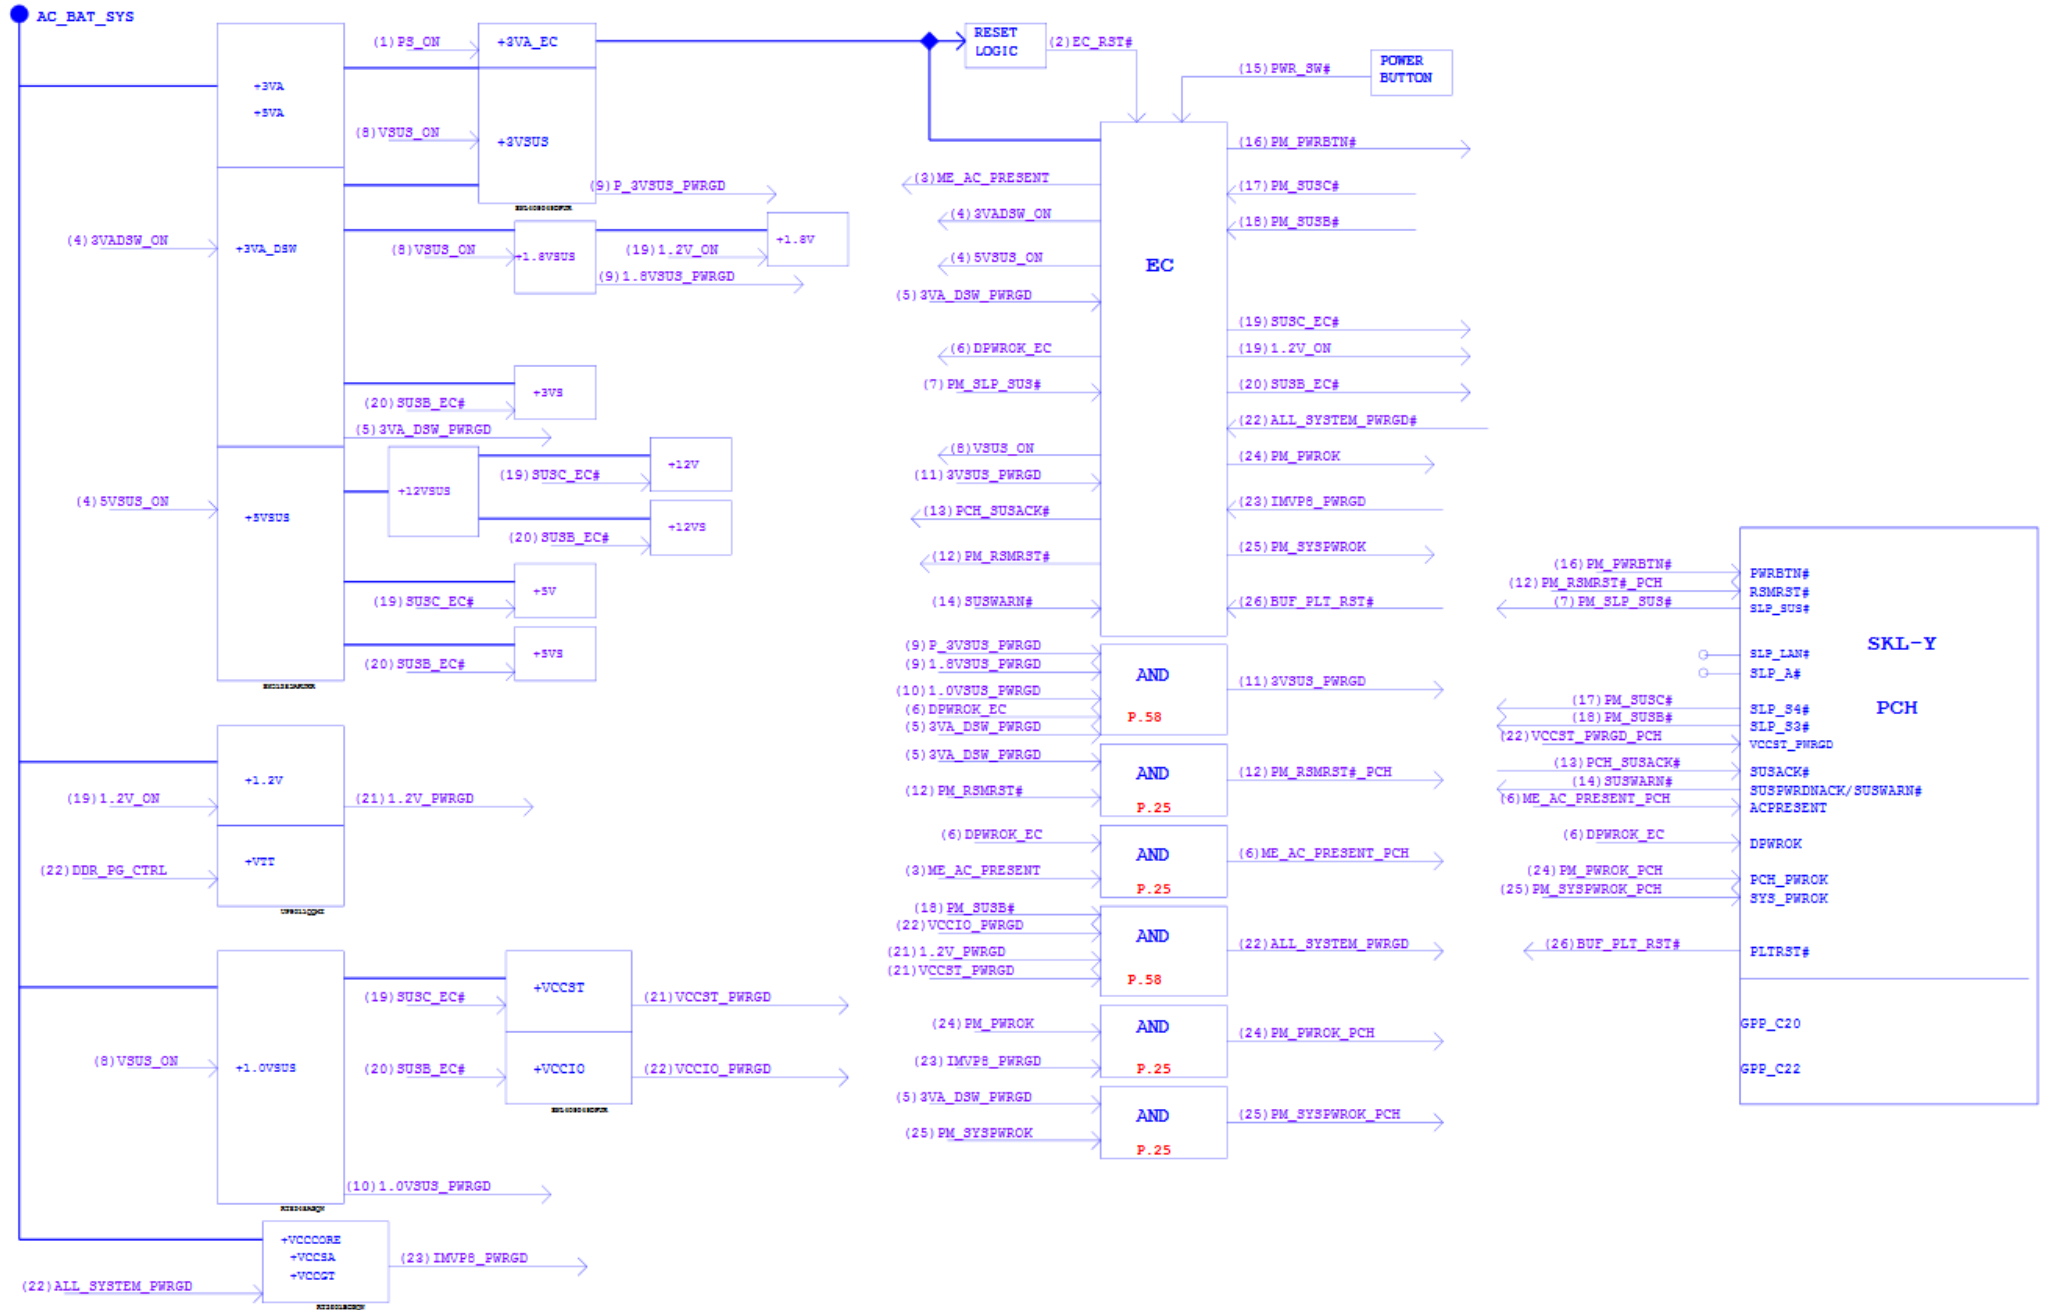 AC_BAT_SYS
+3VA
+5VA
(1)PS_ON
+3VA_EC
(8)VSUS_ON
+3VSUS
(9)P_3VSUS_PWRGD
(4)3VADSW_ON
+3VA_DSW
(8)VSUS_ON
+1.8VSUS
(19)1.2V_ON
+1.8V
(9)1.8VSUS_PWRGD
(20)SUSB_EC#
+3VS
(5)3VA_DSW_PWRGD
(4)5VSUS_ON
+5VSUS
+12VSUS
(19)SUSC_EC#
+12V
(20)SUSB_EC#
+12VS
(19)SUSC_EC#
+5V
(20)SUSB_EC#
+5VS
(19)1.2V_ON
+1.2V
(21)1.2V_PWRGD
(22)DDR_PG_CTRL
+VTT
(8)VSUS_ON
+1.0VSUS
(19)SUSC_EC#
+VCCST
(21)VCCST_PWRGD
(20)SUSB_EC#
+VCCIO
(22)VCCIO_PWRGD
(10)1.0VSUS_PWRGD
(22)ALL_SYSTEM_PWRGD
+VCCCORE
+VCCSA
+VCCGT
(23)IMVP8_PWRGD
RESET
LOGIC
(2)EC_RST#
(15)PWR_SW#
POWER
BUTTON
EC
(3)ME_AC_PRESENT
(4)3VADSW_ON
(4)5VSUS_ON
(5)3VA_DSW_PWRGD
(6)DPWROK_EC
(7)PM_SLP_SUS#
(8)VSUS_ON
(11)3VSUS_PWRGD
(13)PCH_SUSACK#
(12)PM_RSMRST#
(14)SUSWARN#
(16)PM_PWRBTN#
(17)PM_SUSC#
(18)PM_SUSB#
(19)SUSC_EC#
(19)1.2V_ON
(20)SUSB_EC#
(22)ALL_SYSTEM_PWRGD#
(24)PM_PWROK
(23)IMVP8_PWRGD
(25)PM_SYSPWROK
(26)BUF_PLT_RST#
(9)P_3VSUS_PWRGD
(9)1.8VSUS_PWRGD
(10)1.0VSUS_PWRGD
(6)DPWROK_EC
(5)3VA_DSW_PWRGD
AND
P.58
(11)3VSUS_PWRGD
(5)3VA_DSW_PWRGD
(12)PM_RSMRST#
AND
P.25
(12)PM_RSMRST#_PCH
(6)DPWROK_EC
(3)ME_AC_PRESENT
AND
P.25
(6)ME_AC_PRESENT_PCH
(18)PM_SUSB#
(22)VCCIO_PWRGD
(21)1.2V_PWRGD
(21)VCCST_PWRGD
AND
P.58
(22)ALL_SYSTEM_PWRGD
(24)PM_PWROK
(23)IMVP8_PWRGD
AND
P.25
(24)PM_PWROK_PCH
(5)3VA_DSW_PWRGD
(25)PM_SYSPWROK
AND
P.25
(25)PM_SYSPWROK_PCH
(16)PM_PWRBTN#
(12)PM_RSMRST#_PCH
(7)PM_SLP_SUS#
(17)PM_SUSC#
(18)PM_SUSB#
(22)VCCST_PWRGD_PCH
(13)PCH_SUSACK#
(14)SUSWARN#
(6)ME_AC_PRESENT_PCH
(6)DPWROK_EC
(24)PM_PWROK_PCH
(25)PM_SYSPWROK_PCH
(26)BUF_PLT_RST#
PWRBTN#
RSMRST#
SLP_SUS#
SLP_LAN#
SLP_A#
SLP_S4#
SLP_S3#
VCCST_PWRGD
SUSACK#
SUSPWRDNACK/SUSWARN#
ACPRESENT
DPWROK
PCH_PWROK
SYS_PWROK
PLTRST#
GPP_C20
GPP_C22
SKL-Y
PCH